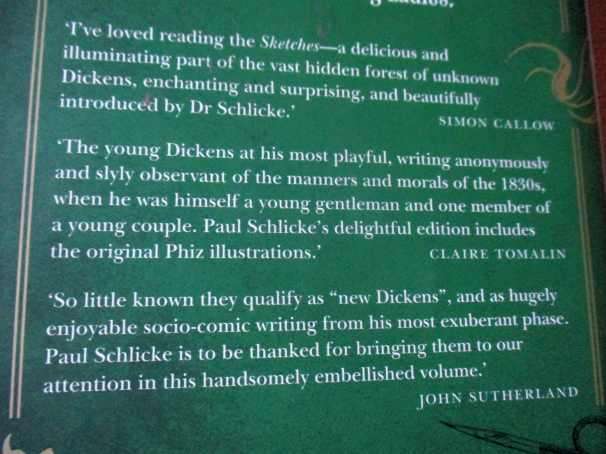 ‘I’ve loved reading the Sketches—a delicious and
illuminating part of the vast hidden forest of unknown
Dickens, enchanting and surprising, and beautifully
introduced by Dr Schlicke.’
SIMON CALLOW
‘The young Dickens at his most playful, writing anonymously
and slyly observant of the manners and morals of the 1830s,
when he was himself a young gentleman and one member of
a young couple. Paul Schlicke’s delightful edition includes
the original Phiz illustrations.’
CLAIRE TOMALIN
‘So little known they qualify as “new Dickens”, and as hugely
enjoyable socio-comic writing from his most exuberant phase.
Paul Schlicke is to be thanked for bringing them to our
attention in this handsomely embellished volume.’
JOHN SUTHERLAND